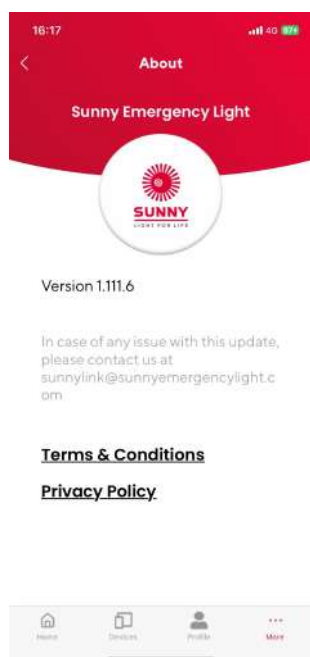 16:17
4G 97
About
Sunny Emergency Light
SUNNY
LIGHT FOR LIFE
Version 1.111.6
In case of any issue with this update,
please contact us at
sunnylink@sunnyemergencylight.c
om
Terms & Conditions
Privacy Policy
Home Devices Profile More